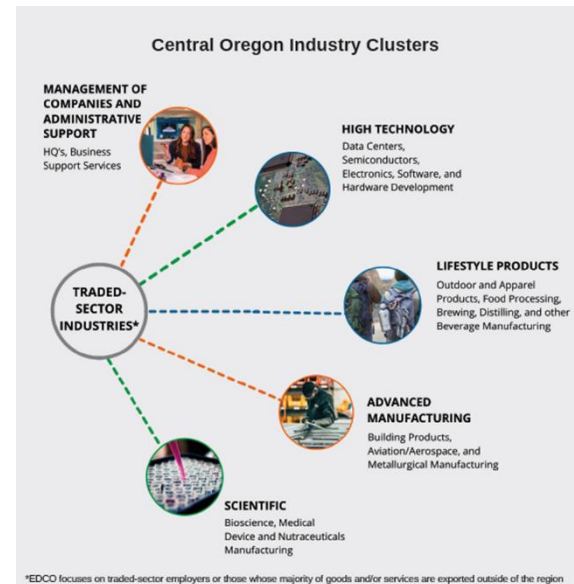 Central Oregon Industry Clusters
MANAGEMENT OF
COMPANIES AND
ADMINISTRATIVE
SUPPORT
HQ's, Business
Support Services
HIGH TECHNOLOGY
Data Centers,
Semiconductors,
Electronics, Software, and
Hardware Development
TRADED-
SECTOR
INDUSTRIES*
LIFESTYLE PRODUCTS
Outdoor and Apparel
Products, Food Processing,
Brewing, Distilling, and other
Beverage Manufacturing
ADVANCED
MANUFACTURING
Building Products,
Aviation/Aerospace, and
Metallurgical Manufacturing
SCIENTIFIC
Bioscience, Medical
Device and Nutraceuticals
Manufacturing
*EDCO focuses on traded-sector employers or those whose majority of goods and/or services are exported outside of the region